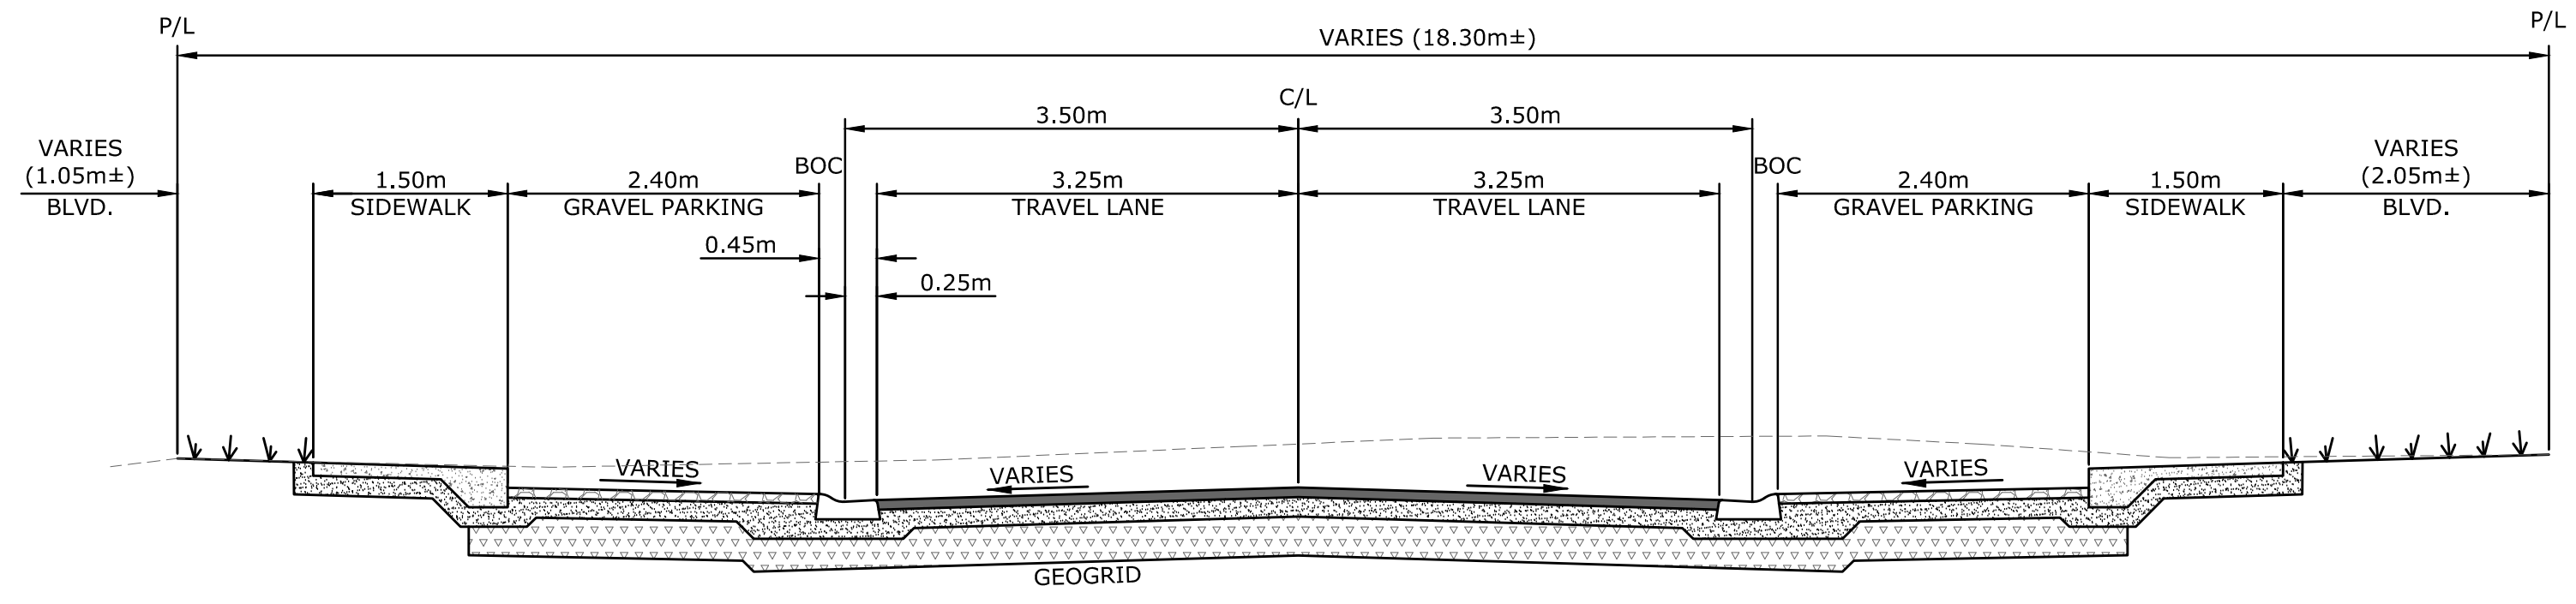 P/L
P/L
VARIES (18.30m±)
C/L
3.50m
3.50m
VARIES
(1.05m±)
BLVD.
1.50m
SIDEWALK
2.40m
GRAVEL PARKING
BOC
3.25m
TRAVEL LANE
3.25m
TRAVEL LANE
BOC
2.40m
GRAVEL PARKING
1.50m
SIDEWALK
VARIES
(2.05m±)
BLVD.
0.45m
0.25m
VARIES
VARIES
VARIES
VARIES
GEOGRID